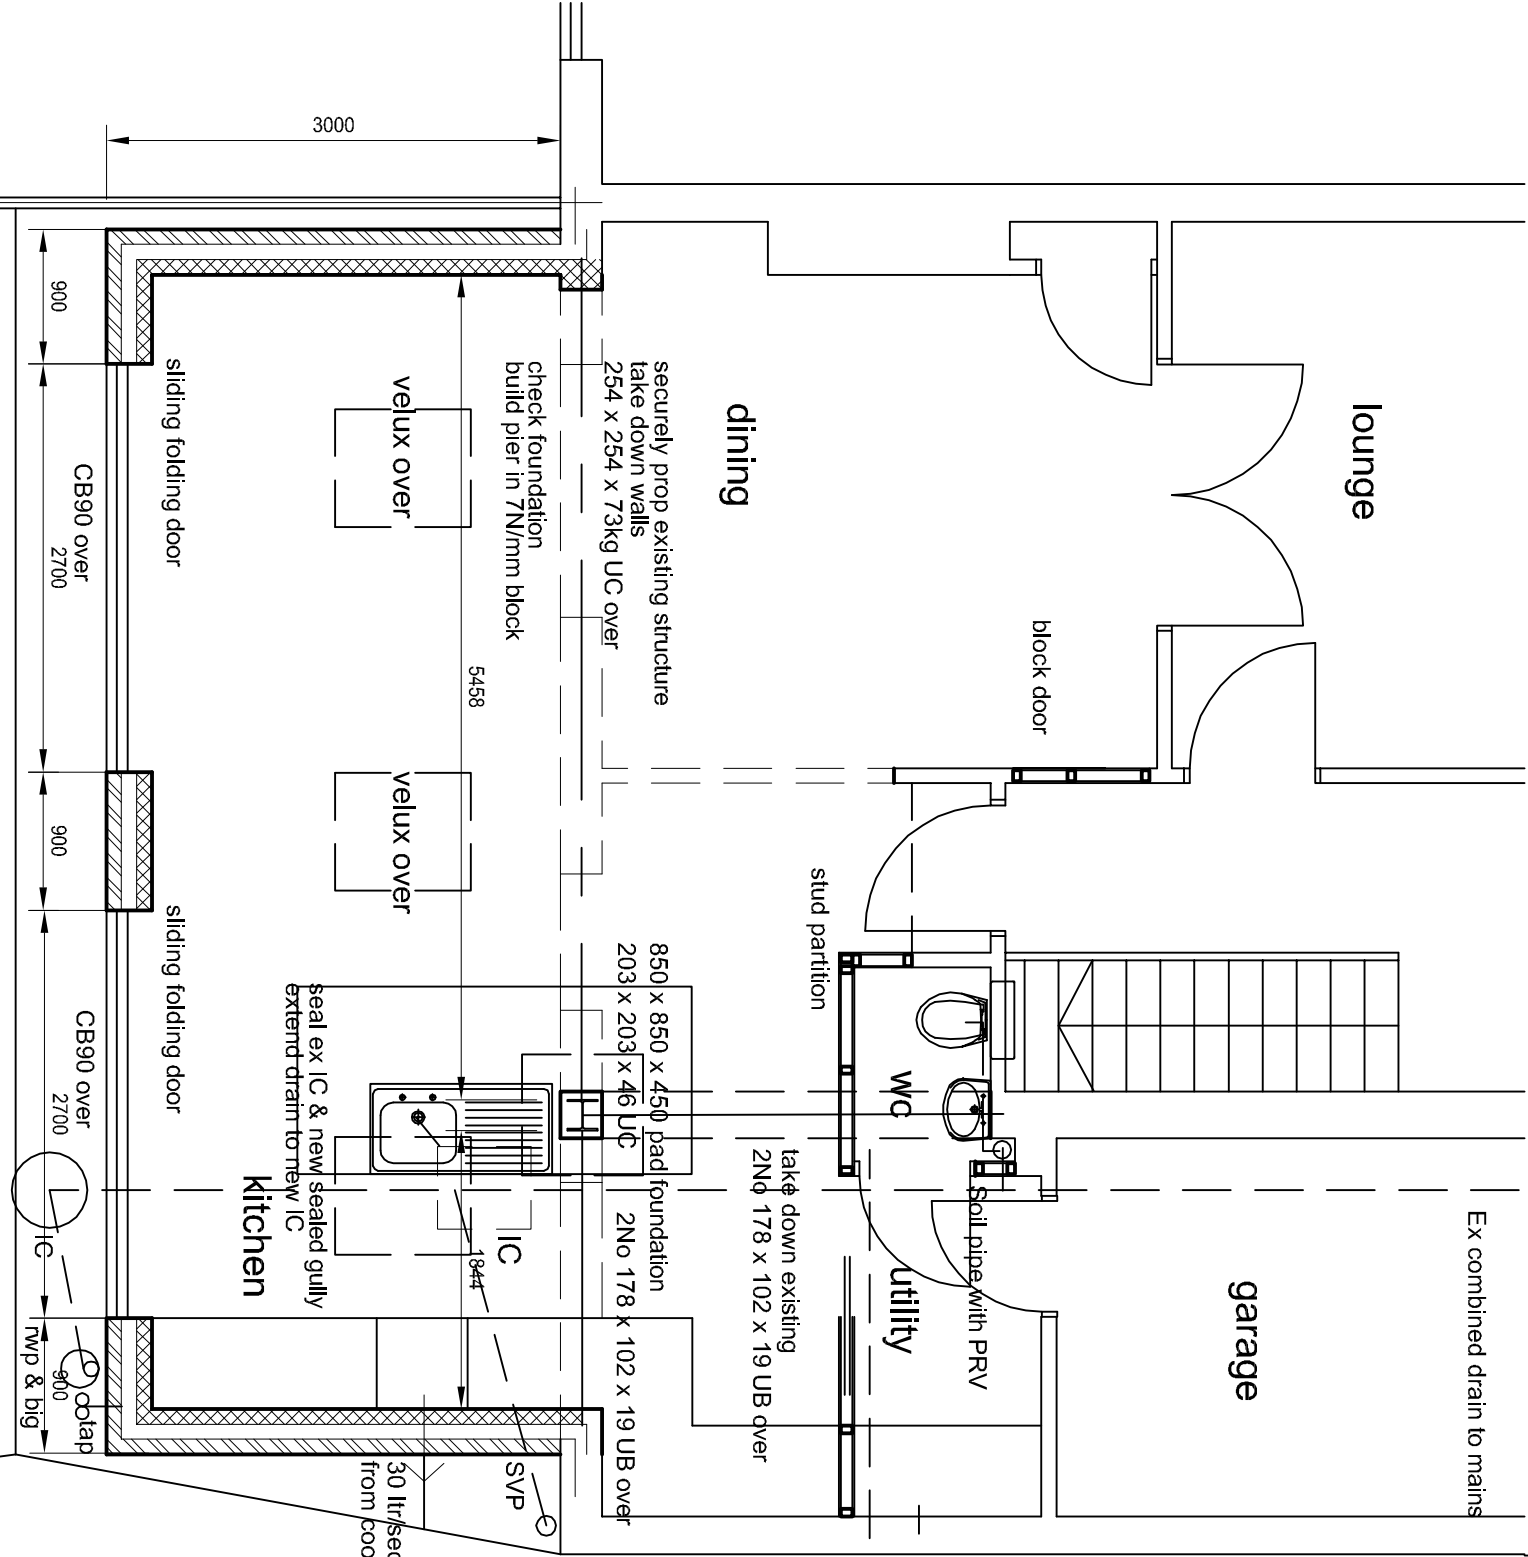 3000
lounge
dining
block door
securely prop existing structure
take down walls
254 x 254 x 73kg UC over
check foundation
build pier in 7N/mm block
velux over
sliding folding door
900
CB90 over
2700
5458
velux over
900
stud partition
wc
850 x 850 x 450 pad foundation
203 x 203 x 46 UC
sliding folding door
CB90 over
2700
seal ex IC & new sealed gully
extend drain to new IC
kitchen
IC
IC
1844
take down existing
2No 178 x 102 x 19 UB over
2No 178 x 102 x 19 UB over
Soil pipe with PRV
utility
garage
Ex combined drain to mains
900
rwp & big
tap
SVP
30 ltr/sec
from